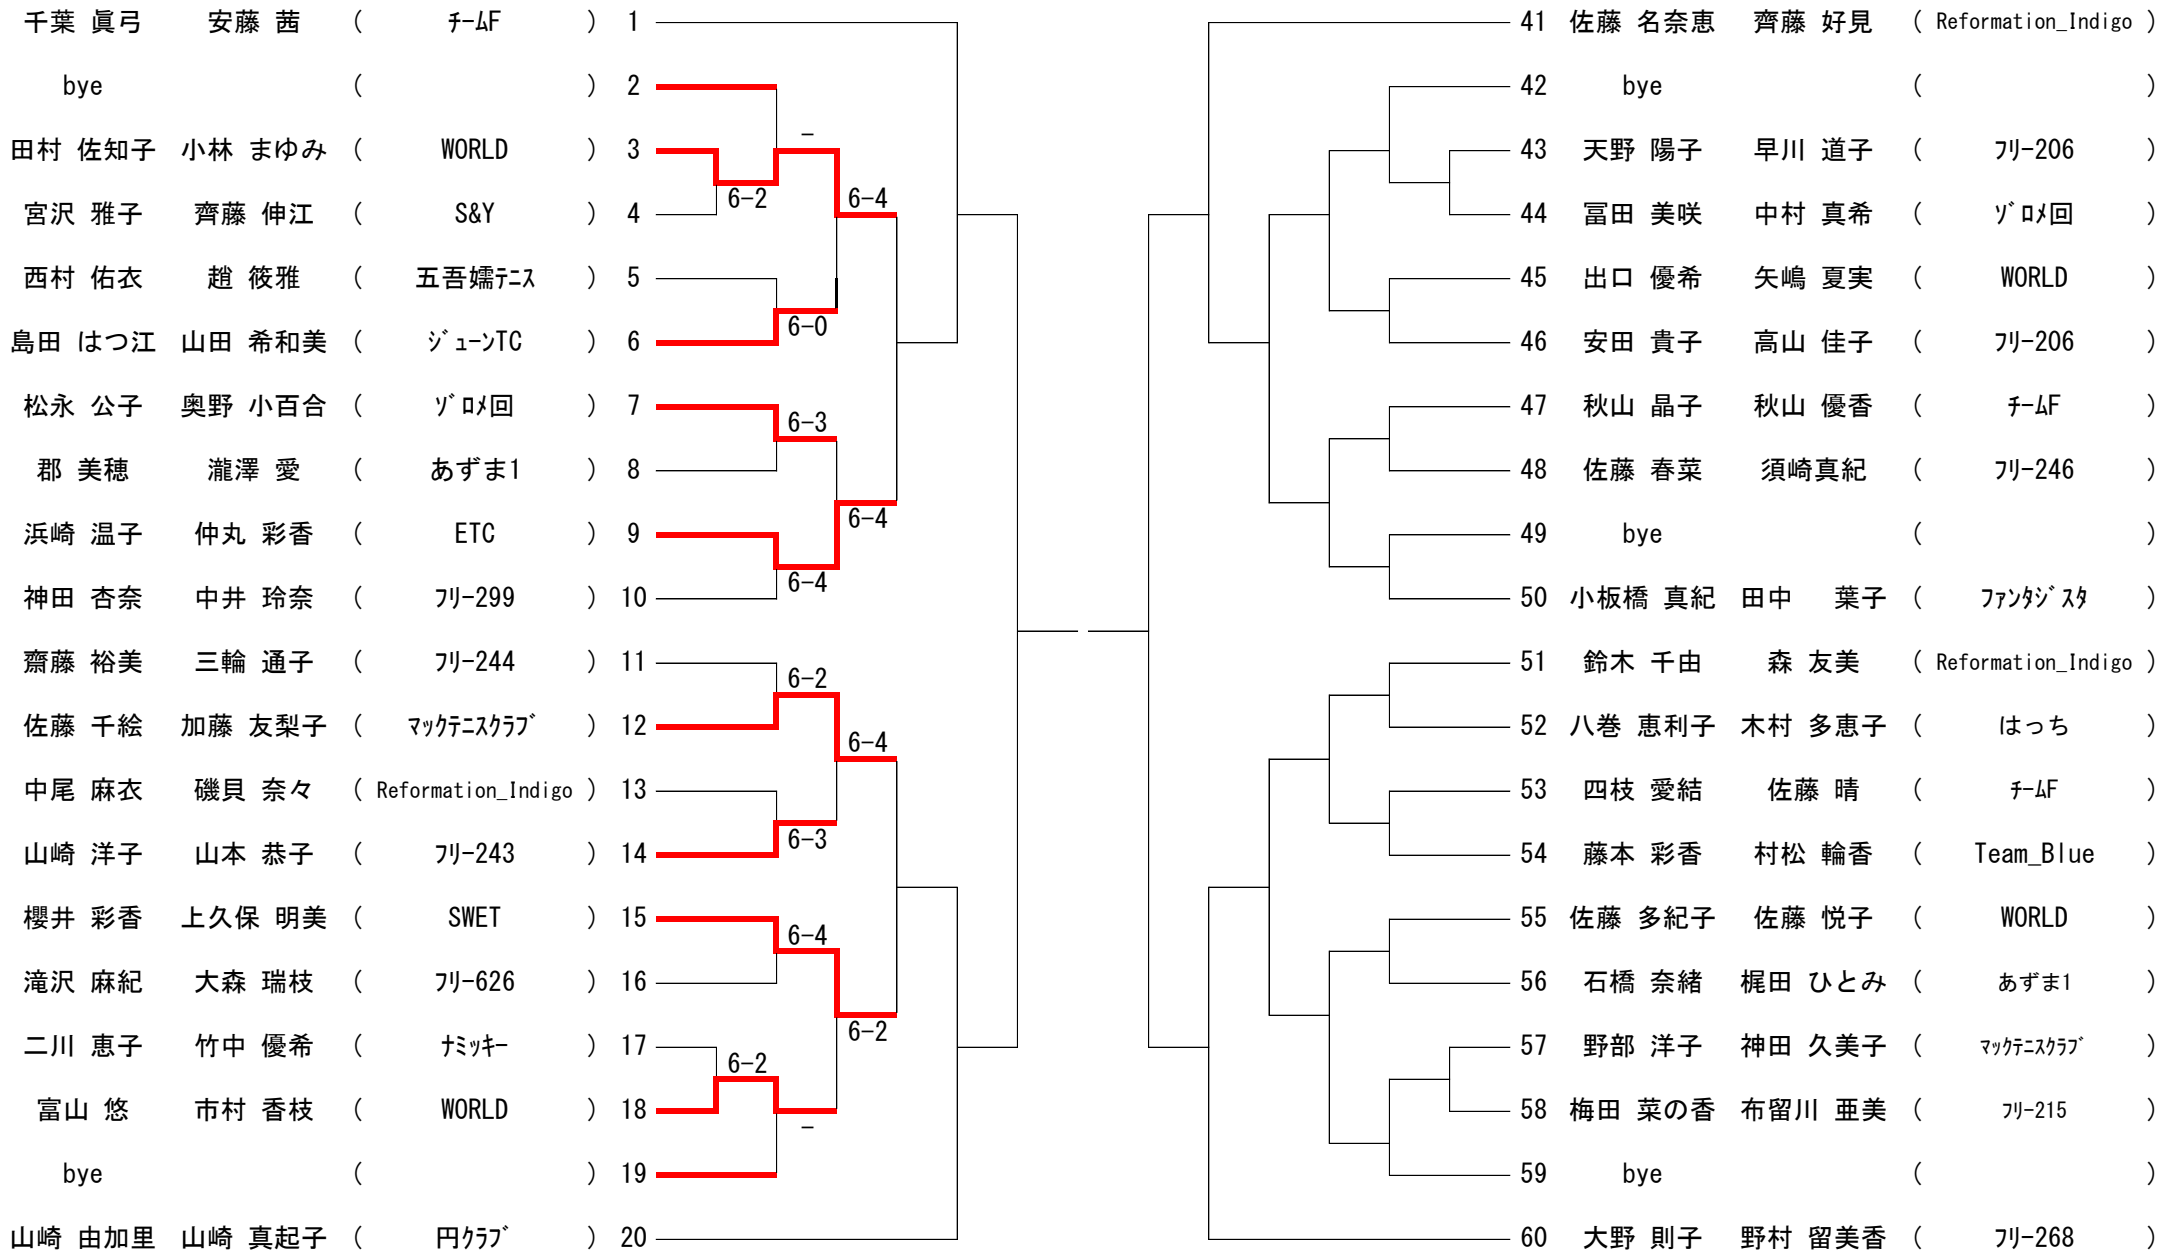 千葉 眞弓 安藤 茜 ( チームF ) 1
bye ( ) 2
田村 佐知子 小林 まゆみ ( WORLD ) 3
宮沢 雅子 齊藤 伸江 ( S&Y ) 4
西村 佑衣 趙 筱雅 ( 五吾嬬テニス ) 5
島田 はつ江 山田 希和美 ( ジューンTC ) 6
松永 公子 奥野 小百合 ( ゾロメ回 ) 7
郡 美穂 瀧澤 愛 ( あずま1 ) 8
浜崎 温子 仲丸 彩香 ( ETC ) 9
神田 杏奈 中井 玲奈 ( フリー299 ) 10
齋藤 裕美 三輪 通子 ( フリー244 ) 11
佐藤 千絵 加藤 友梨子 ( マックテニスクラブ ) 12
中尾 麻衣 磯貝 奈々 ( Reformation_Indigo ) 13
山崎 洋子 山本 恭子 ( フリー243 ) 14
櫻井 彩香 上久保 明美 ( SWET ) 15
滝沢 麻紀 大森 瑞枝 ( フリー626 ) 16
二川 恵子 竹中 優希 ( ナミッキー ) 17
富山 悠 市村 香枝 ( WORLD ) 18
bye ( ) 19
山崎 由加里 山崎 真起子 ( 円クラブ ) 20
-
6-2
6-4
6-0
6-3
6-4
6-4
6-2
6-4
6-3
6-4
6-2
6-2
-
41 佐藤 名奈恵 齊藤 好見 ( Reformation_Indigo )
42 bye ( )
43 天野 陽子 早川 道子 ( フリー206 )
44 冨田 美咲 中村 真希 ( ゾロメ回 )
45 出口 優希 矢嶋 夏実 ( WORLD )
46 安田 貴子 高山 佳子 ( フリー206 )
47 秋山 晶子 秋山 優香 ( チームF )
48 佐藤 春菜 須崎真紀 ( フリー246 )
49 bye ( )
50 小板橋 真紀 田中 葉子 ( ファンタジスタ )
51 鈴木 千由 森 友美 ( Reformation_Indigo )
52 八巻 恵利子 木村 多恵子 ( はっち )
53 四枝 愛結 佐藤 晴 ( チームF )
54 藤本 彩香 村松 輪香 ( Team_Blue )
55 佐藤 多紀子 佐藤 悦子 ( WORLD )
56 石橋 奈緒 梶田 ひとみ ( あずま1 )
57 野部 洋子 神田 久美子 ( マックテニスクラブ )
58 梅田 菜の香 布留川 亜美 ( フリー215 )
59 bye ( )
60 大野 則子 野村 留美香 ( フリー268 )